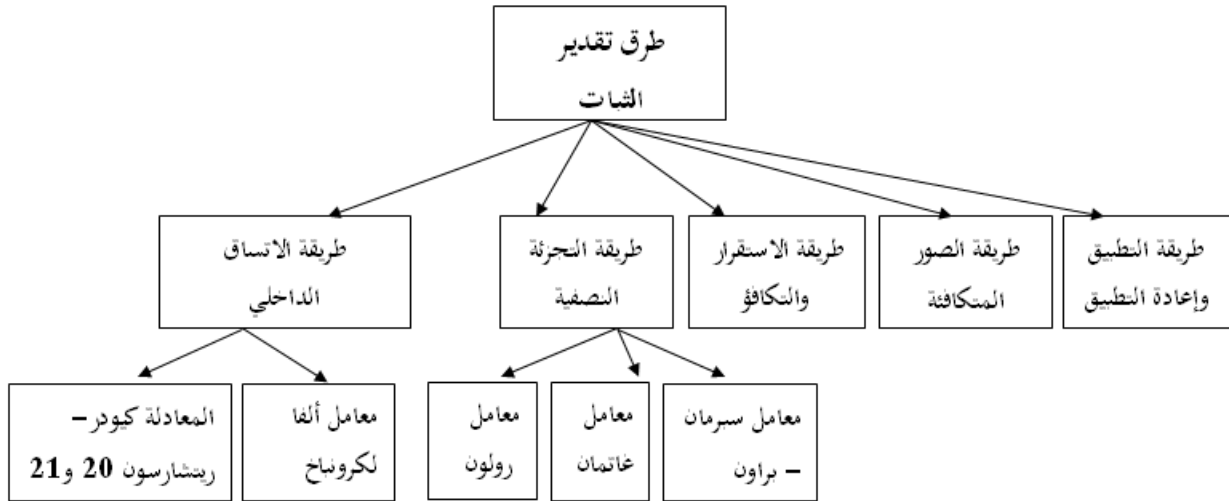 طرق تقدير
الثبات
طريقة التطبيق
وإعادة التطبيق
طريقة الصور
المتكافئة
طريقة الاستقرار
والتكافؤ
طريقة التجزئة
النصفية
طريقة الاتساق
الداخلي
معامل سبرمان
– براون
معامل
غاتمان
معامل
رولون
معامل ألفا
لكرونباخ
المعادلة كيودر –
ريتشارسون 20 و21